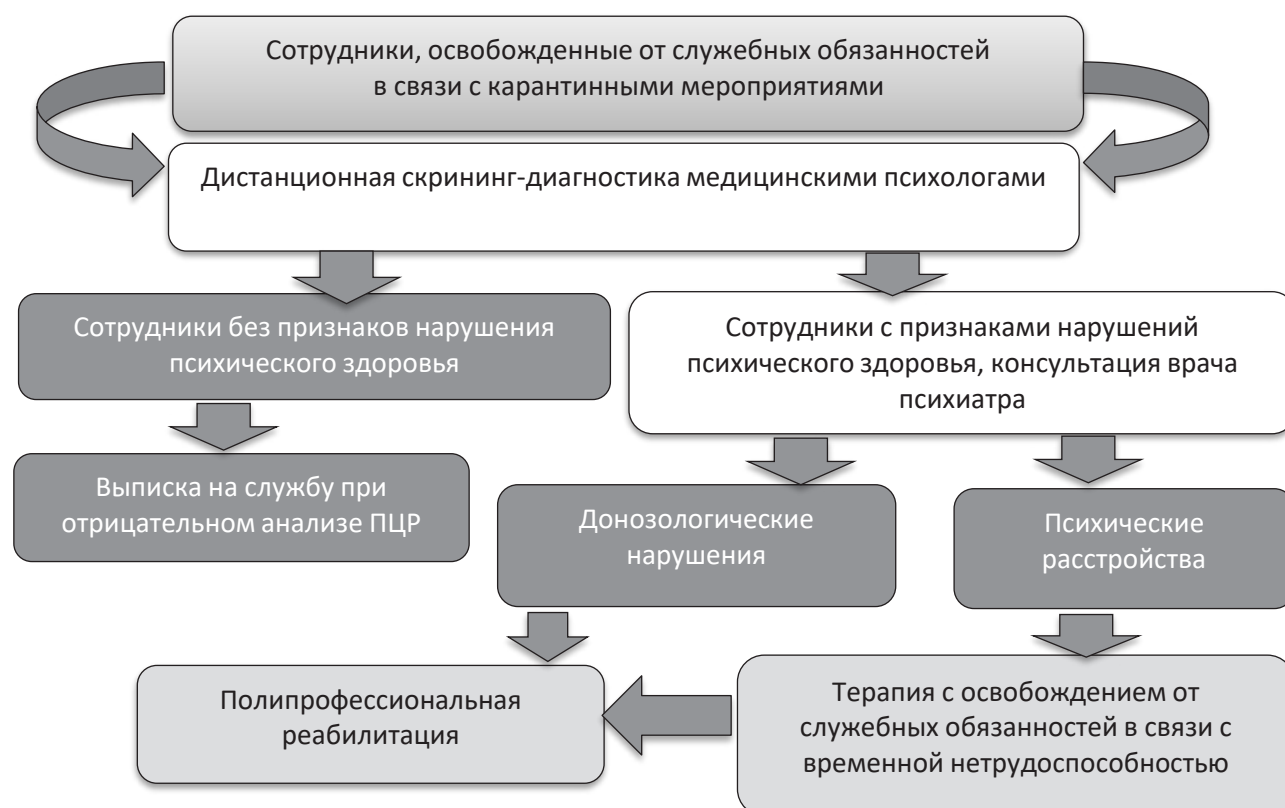 Сотрудники, освобожденные от служебных обязанностей
в связи с карантинными мероприятиями
Дистанционная скрининг-диагностика медицинскими психологами
Сотрудники без признаков нарушения
психического здоровья
Сотрудники с признаками нарушений
психического здоровья, консультация врача
психиатра
Выписка на службу при
отрицательном анализе ПЦР
Донозологические
нарушения
Психические
расстройства
Полипрофессиональная
реабилитация
Терапия с освобождением от
служебных обязанностей в связи с
временной нетрудоспособностью